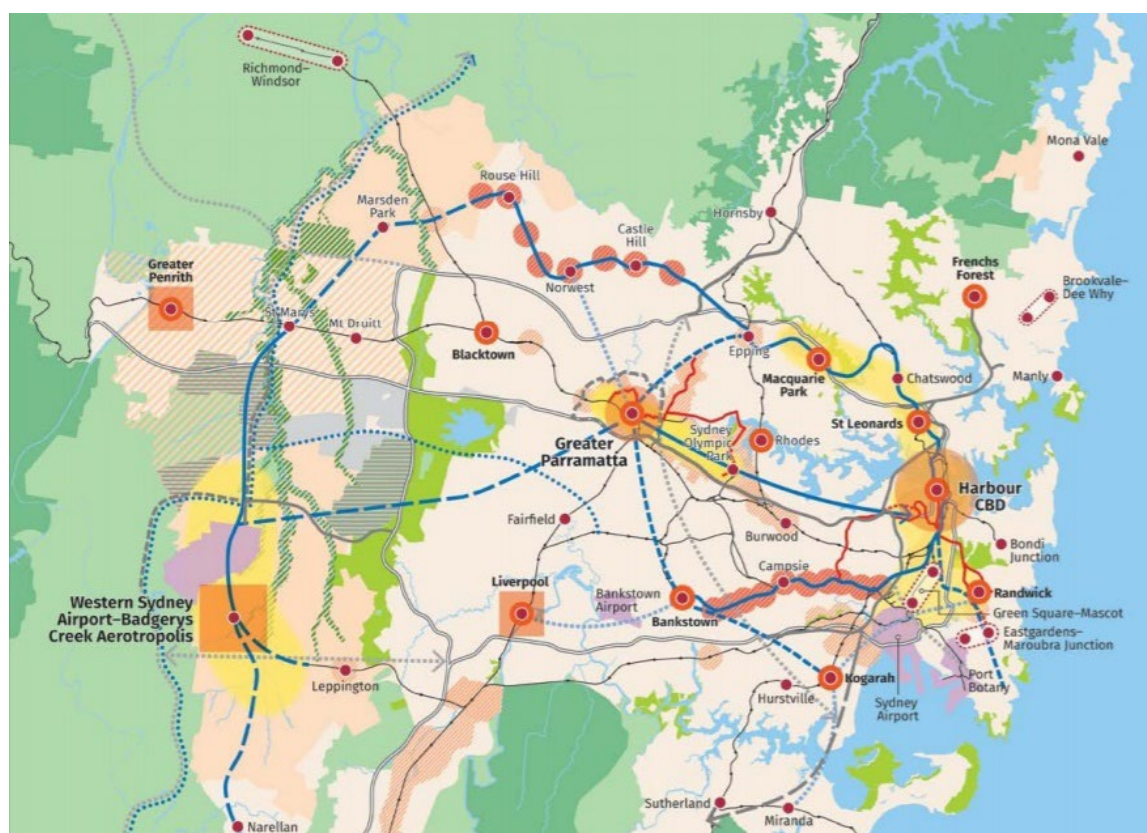 Richmond–
Windsor
Mona Vale
Rouse Hill
Marsden
Park
Hornsby
Castle
Hill
Greater
Penrith
Norwest
Frenchs
Forest
Brookvale–
Dee Why
St Marys
Mt Druitt
Blacktown
Epping
Macquarie
Park
Chatswood
Manly
St Leonards
Greater
Parramatta
Sydney
Olympic
Park
Rhodes
Harbour
CBD
Fairfield
Burwood
Bondi
Junction
Liverpool
Campsie
Bankstown
Airport
Bankstown
Randwick
Western Sydney
Airport–Badgerys
Creek Aerotropolis
Green Square–Mascot
Eastgardens–
Maroubra Junction
Leppington
Kogarah
Hurstville
Port
Botany
Sydney
Airport
Sutherland
Miranda
Narellan